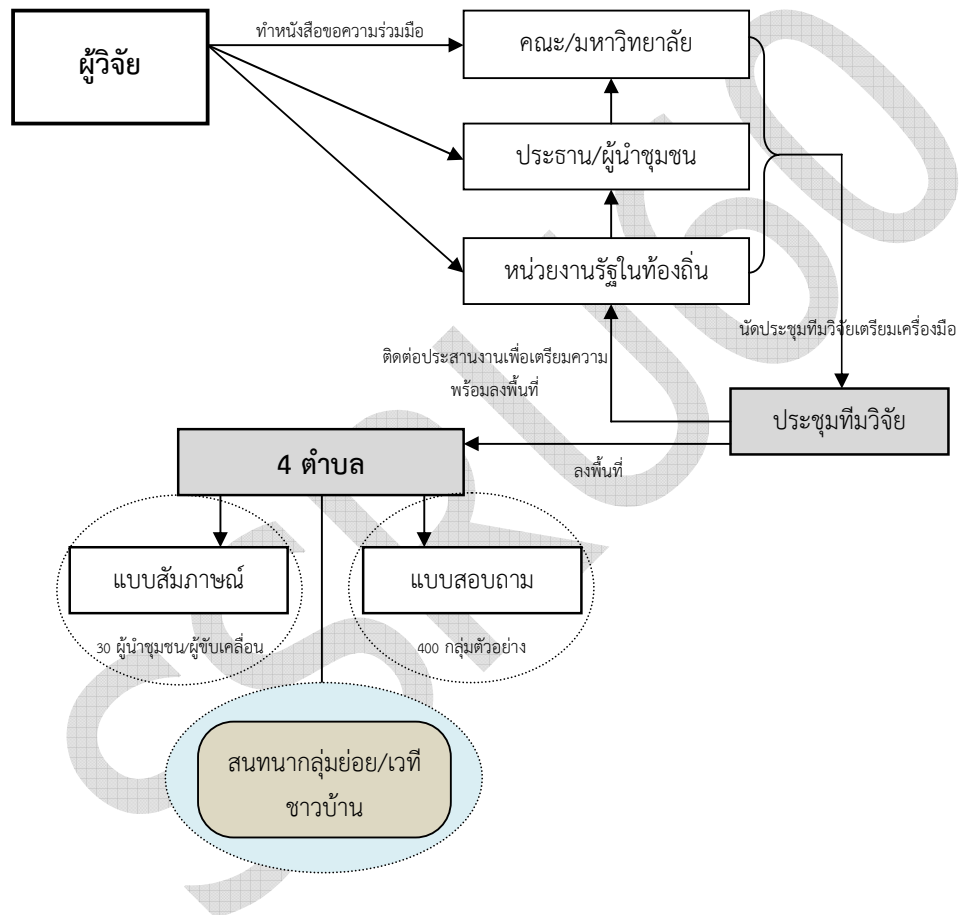 ทำหนังสือขอความร่วมมือ
ผู้วิจัย
คณะ/มหาวิทยาลัย
ประธาน/ผู้นำชุมชน
หน่วยงานรัฐในท้องถิ่น
นัดประชุมทีมวิจัยเตรียมเครื่องมือ
ติดต่อประสานงานเพื่อเตรียมความ
พร้อมลงพื้นที่
ประชุมทีมวิจัย
4 ตำบล
ลงพื้นที่
แบบสัมภาษณ์
แบบสอบถาม
30 ผู้นำชุมชน/ผู้ขับเคลื่อน
400 กลุ่มตัวอย่าง
สนทนากลุ่มย่อย/เวที
ชาวบ้าน
SSRU60